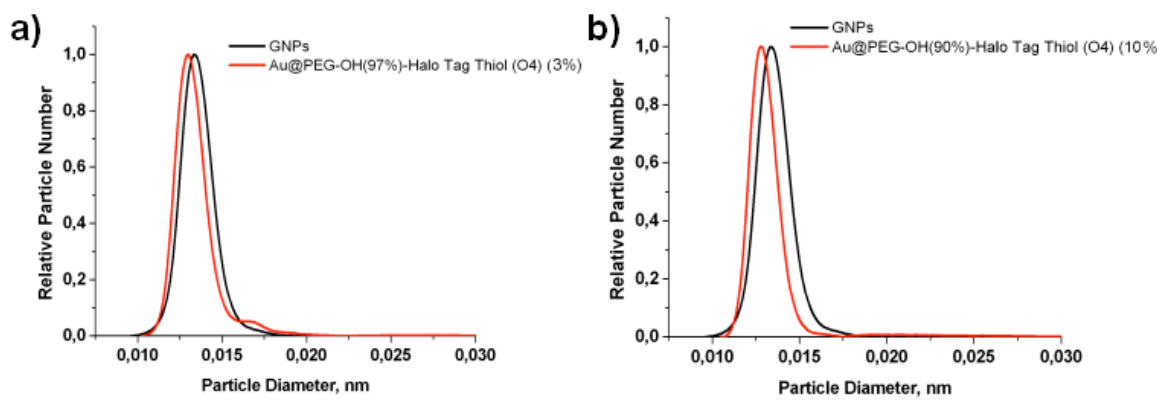 a)
GNPs
Au@PEG-OH(97%)-Halo Tag Thiol (O4) (3%)
Relative Particle Number
1,0
0,8
0,6
0,4
0,2
0,0
0,010
0,015
0,020
0,025
0,030
Particle Diameter, nm
b)
GNPs
Au@PEG-OH(90%)-Halo Tag Thiol (O4) (10%
Relative Particle Number
1,0
0,8
0,6
0,4
0,2
0,0
0,010
0,015
0,020
0,025
0,030
Particle Diameter, nm